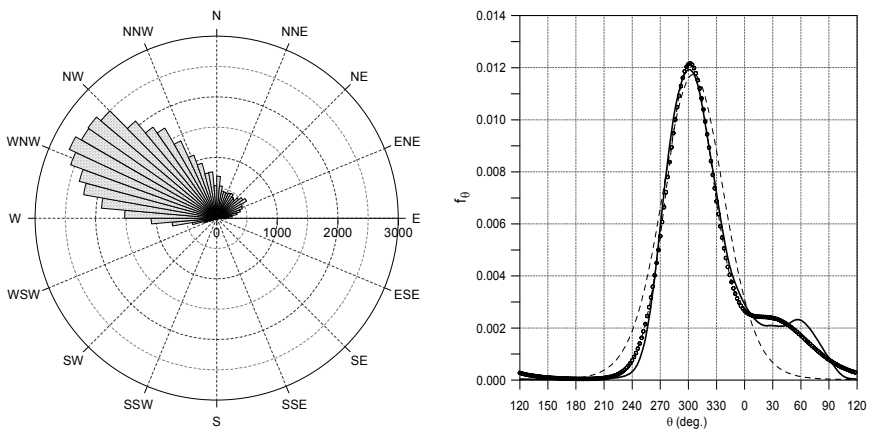 N
NNW
NNE
NW
NE
WNW
ENE
W
E
0
1000
2000
3000
WSW
ESE
SW
SE
SSW
SSE
S
0.014
0.012
0.010
0.008
0.006
0.004
0.002
0.000
fθ
120 150 180 210 240 270 300 330 0 30 60 90 120
θ (deg.)